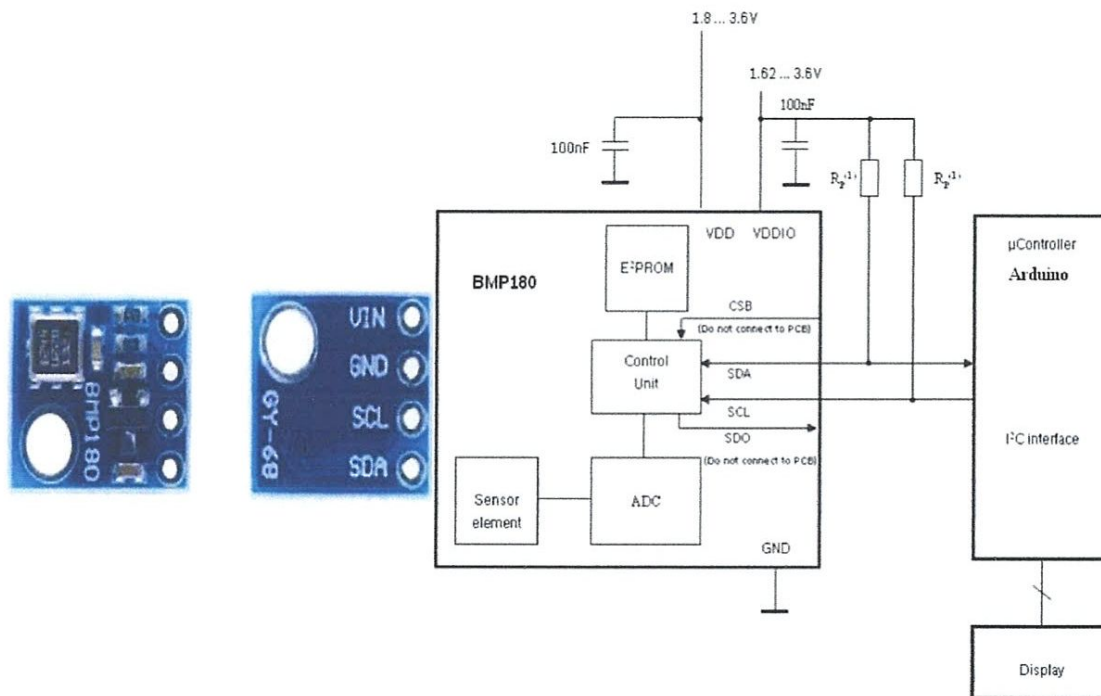 1.8 ... 3.6V
1.62 ... 3.6V
100nF
100nF
Rp(1)
Rp(1)
VDD
VDDIO
E²PROM
BMP180
CSB
(Do not connect to PCB)
Control
Unit
SDA
SCL
SDO
(Do not connect to PCB)
Sensor
element
ADC
GND
µController
Arduino
I²C interface
Display
BMP180
VIN
GND
SCL
SDA
GY-68